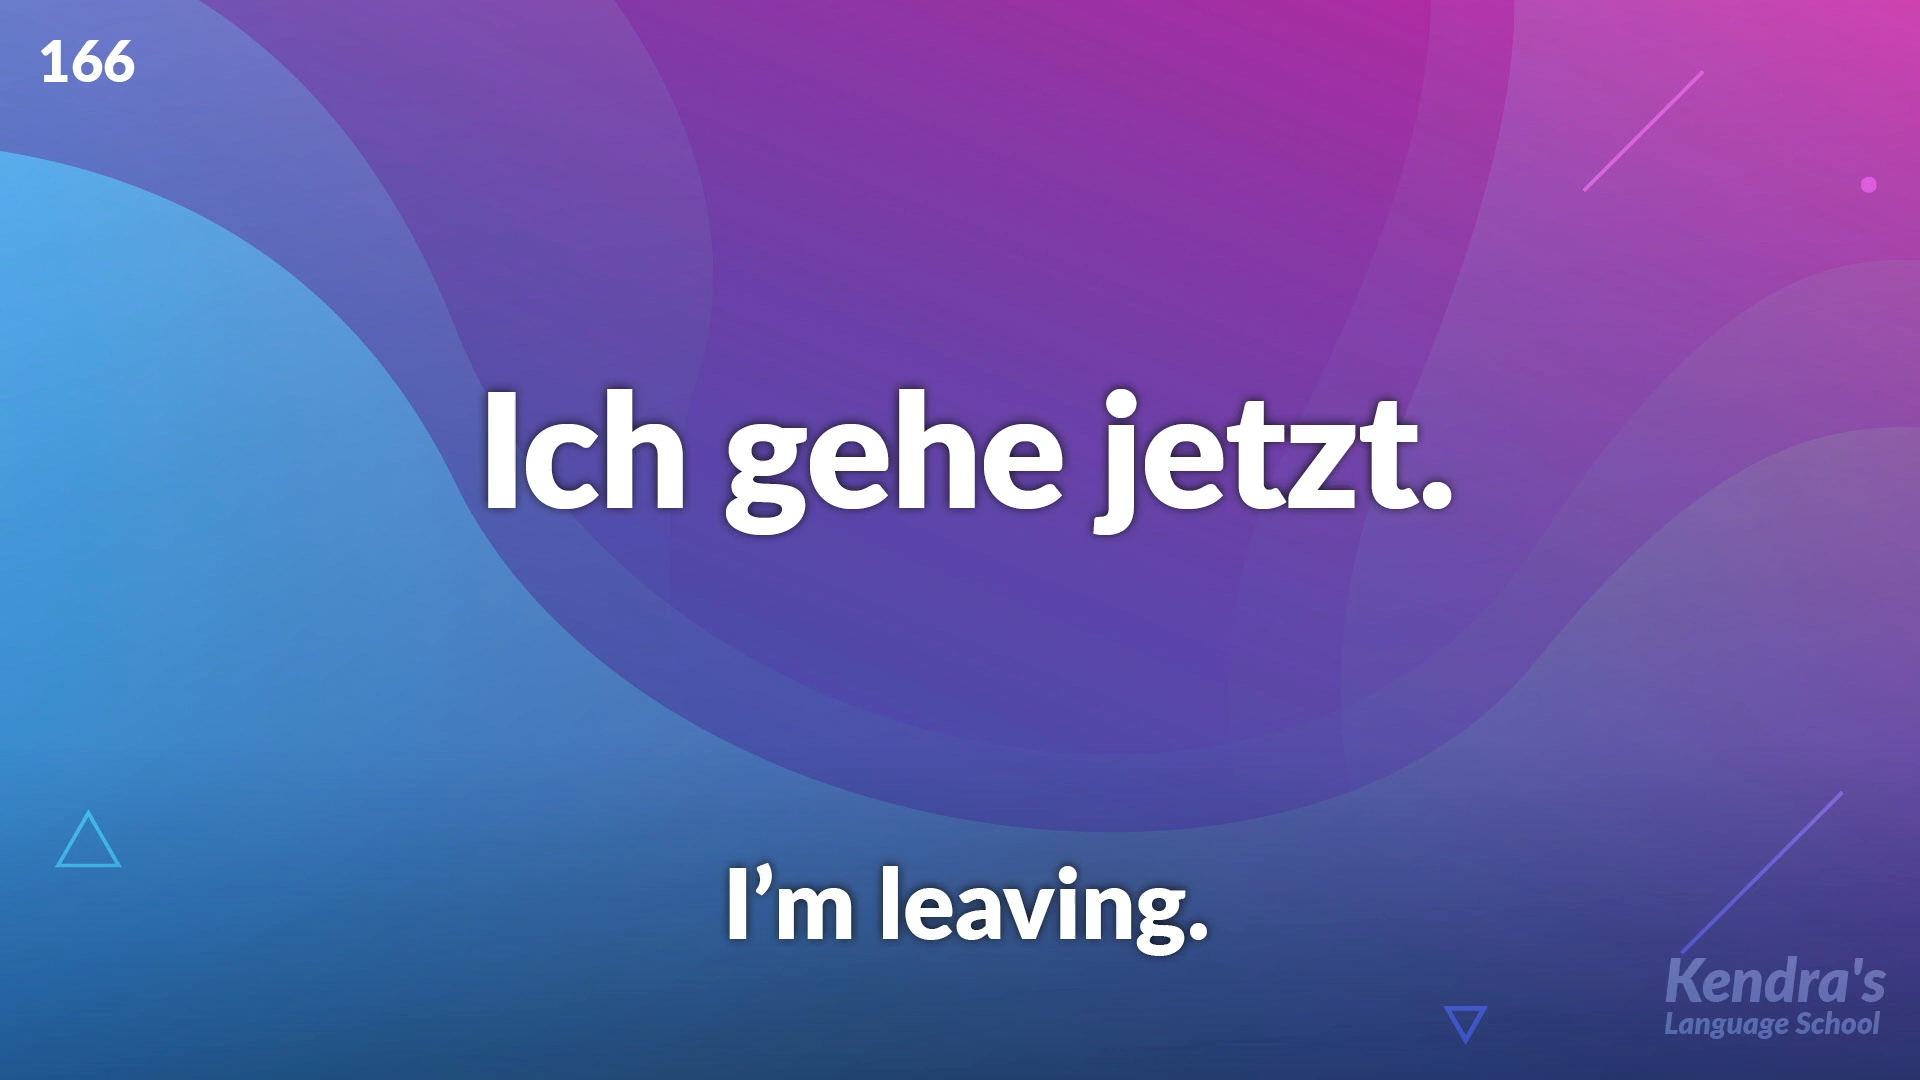 166
Ich gehe jetzt.
I’m leaving.
Kendra's
Language School